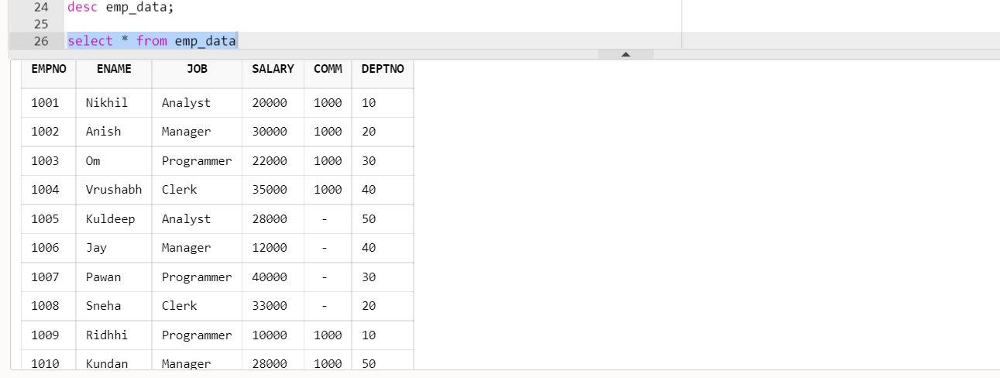 24 desc emp_data;
25
26 select * from emp_data
EMPNO ENAME JOB SALARY COMM DEPTNO
1001 Nikhil Analyst 20000 1000 10
1002 Anish Manager 30000 1000 20
1003 Om Programmer 22000 1000 30
1004 Vrushabh Clerk 35000 1000 40
1005 Kuldeep Analyst 28000 - 50
1006 Jay Manager 12000 - 40
1007 Pawan Programmer 40000 - 30
1008 Sneha Clerk 33000 - 20
1009 Ridhhi Programmer 10000 1000 10
1010 Kundan Manager 28000 1000 50